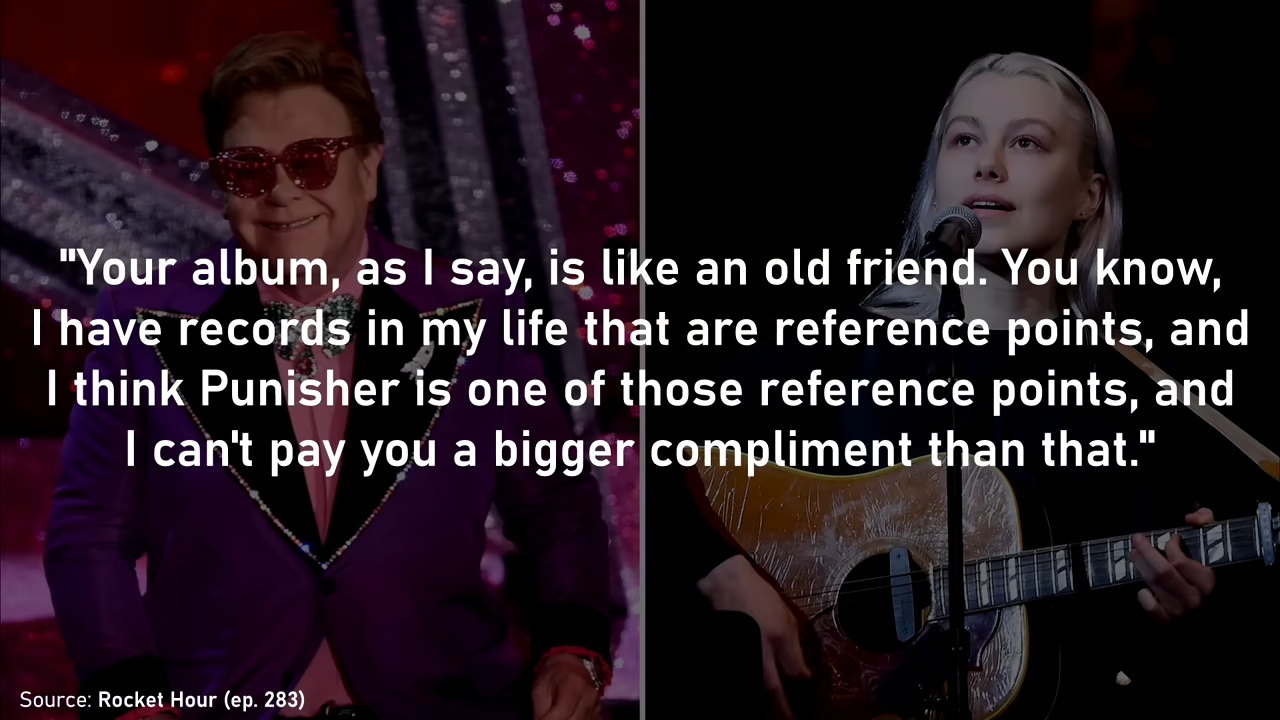 "Your album, as I say, is like an old friend. You know,
I have records in my life that are reference points, and
I think Punisher is one of those reference points, and
I can't pay you a bigger compliment than that."
Source: Rocket Hour (ep. 283)